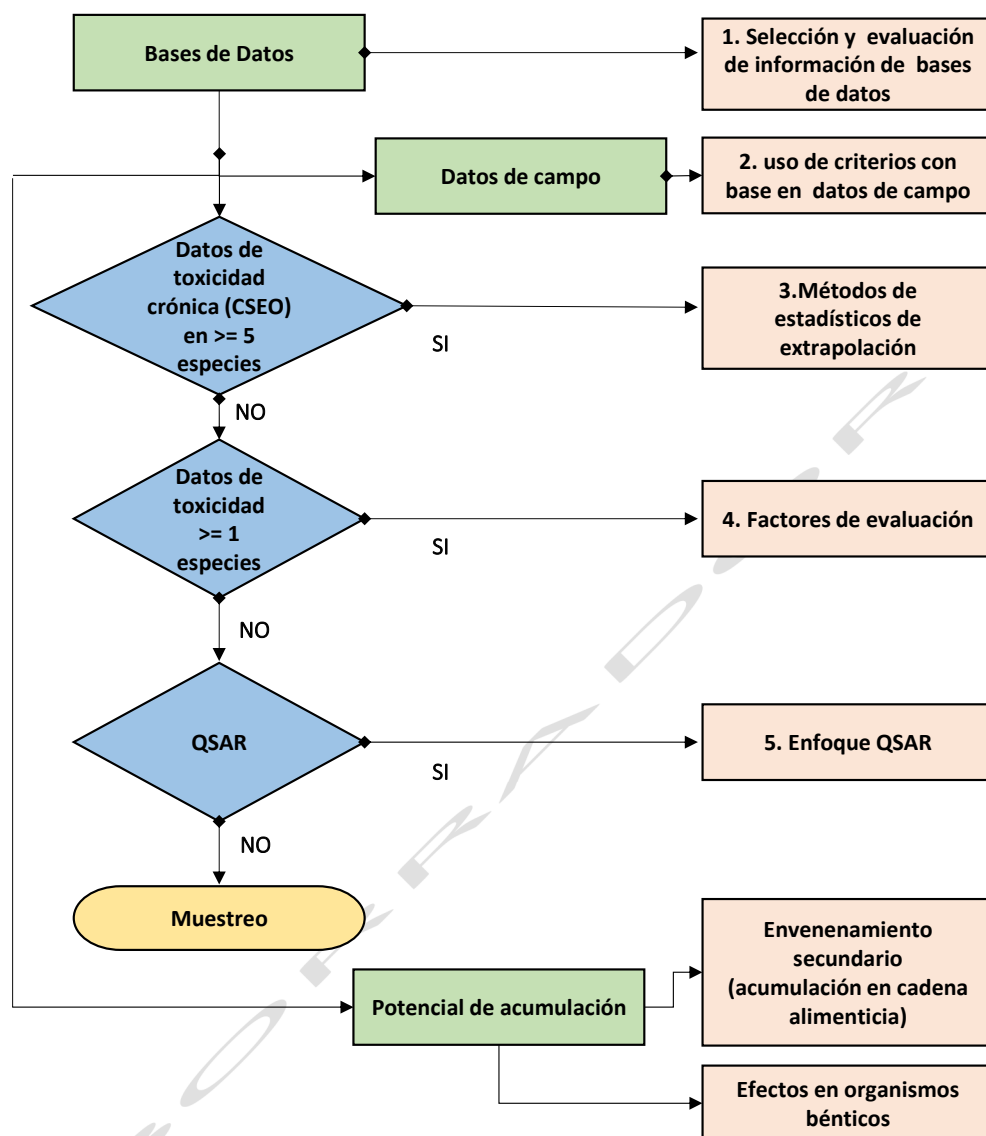 Bases de Datos
1. Selección y evaluación
de información de bases
de datos
Datos de campo
2. uso de criterios con
base en datos de campo
Datos de
toxicidad
crónica (CSEO)
en >= 5
especies
SI
3.Métodos de
estadísticos de
extrapolación
NO
Datos de
toxicidad
>= 1
especies
SI
4. Factores de evaluación
NO
QSAR
SI
5. Enfoque QSAR
NO
Muestreo
Potencial de acumulación
Envenenamiento
secundario
(acumulación en cadena
alimenticia)
Efectos en organismos
bénticos